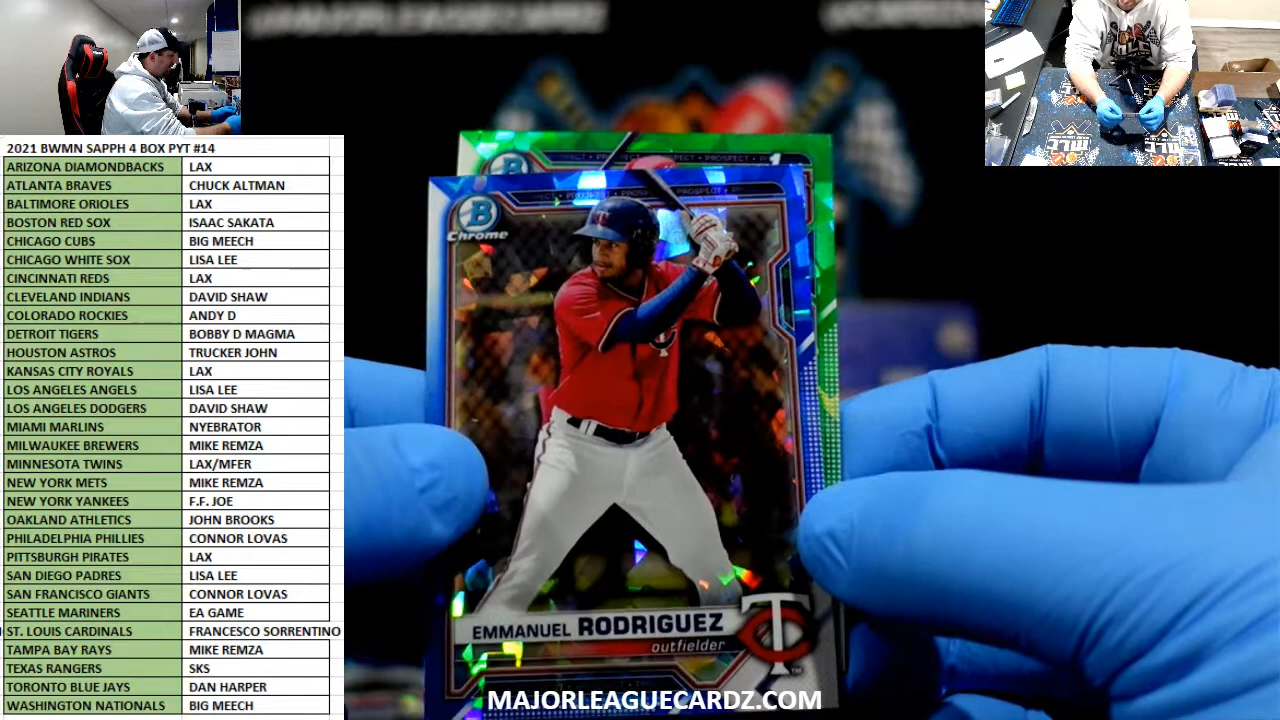 @MAJORLEAGUECARDZ
2021 BWMN SAPPH 4 BOX PYT #14
ARIZONA DIAMONDBACKS LAX
ATLANTA BRAVES CHUCK ALTMAN
BALTIMORE ORIOLES LAX
BOSTON RED SOX ISAAC SAKATA
CHICAGO CUBS BIG MEECH
CHICAGO WHITE SOX LISA LEE
CINCINNATI REDS LAX
CLEVELAND INDIANS DAVID SHAW
COLORADO ROCKIES ANDY D
DETROIT TIGERS BOBBY D MAGMA
HOUSTON ASTROS TRUCKER JOHN
KANSAS CITY ROYALS LAX
LOS ANGELES ANGELS LISA LEE
LOS ANGELES DODGERS DAVID SHAW
MIAMI MARLINS NYEBRATOR
MILWAUKEE BREWERS MIKE REMZA
MINNESOTA TWINS LAX/MFER
NEW YORK METS MIKE REMZA
NEW YORK YANKEES F.F. JOE
OAKLAND ATHLETICS JOHN BROOKS
PHILADELPHIA PHILLIES CONNOR LOVAS
PITTSBURGH PIRATES LAX
SAN DIEGO PADRES LISA LEE
SAN FRANCISCO GIANTS CONNOR LOVAS
SEATTLE MARINERS EA GAME
ST. LOUIS CARDINALS FRANCESCO SORRENTINO
TAMPA BAY RAYS MIKE REMZA
TEXAS RANGERS SKS
TORONTO BLUE JAYS DAN HARPER
WASHINGTON NATIONALS BIG MEECH
PROSPECT
B
Chrome
EMMANUEL RODRIGUEZ
outfielder
TC
TM
MAJORLEAGUECARDZ.COM
MLC